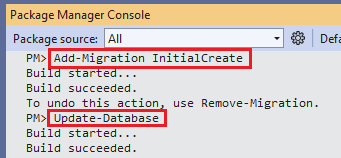 Package Manager Console
Package source: All
PM> Add-Migration InitialCreate
Build started...
Build succeeded.
To undo this action, use Remove-Migration.
PM> Update-Database
Build started...
Build succeeded.